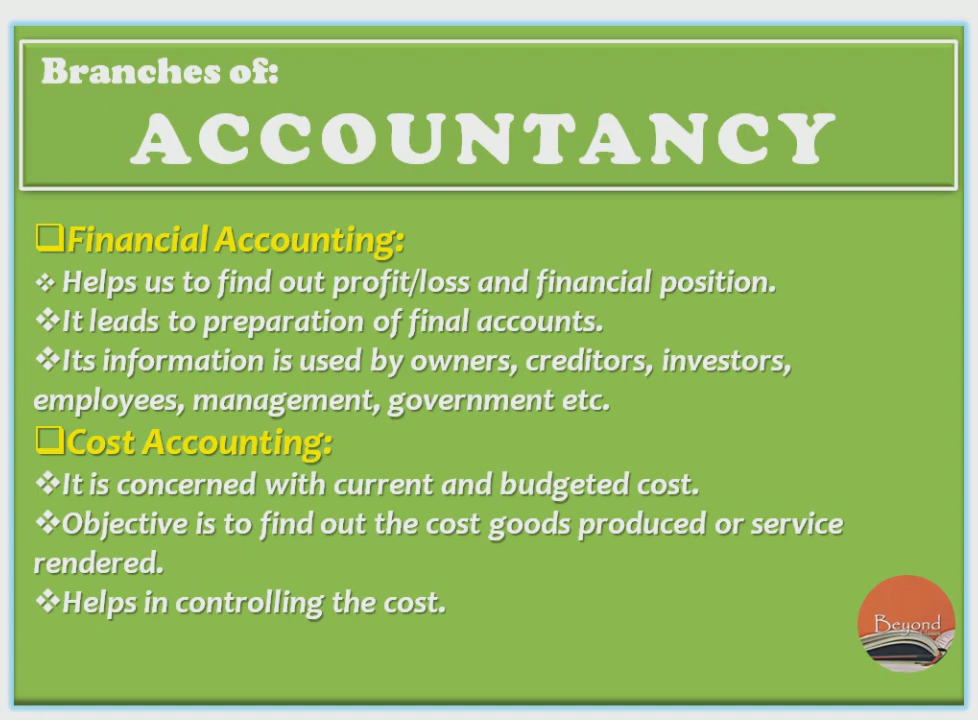 Branches of:
ACCOUNTANCY
Financial Accounting:
Helps us to find out profit/loss and financial position.
It leads to preparation of final accounts.
Its information is used by owners, creditors, investors,
employees, management, government etc.
Cost Accounting:
It is concerned with current and budgeted cost.
Objective is to find out the cost goods produced or service
rendered.
Helps in controlling the cost.
Beyond